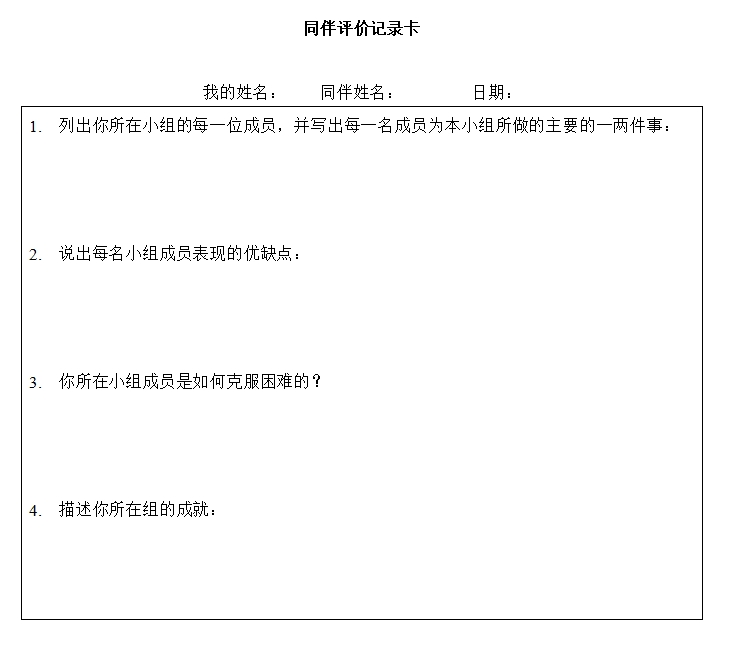 同伴评价记录卡
我的姓名： 同伴姓名： 日期：
1. 列出你所在小组的每一位成员，并写出每一名成员为本小组所做的主要的一两件事：
2. 说出每名小组成员表现的优缺点：
3. 你所在小组成员是如何克服困难的？
4. 描述你所在组的成就：